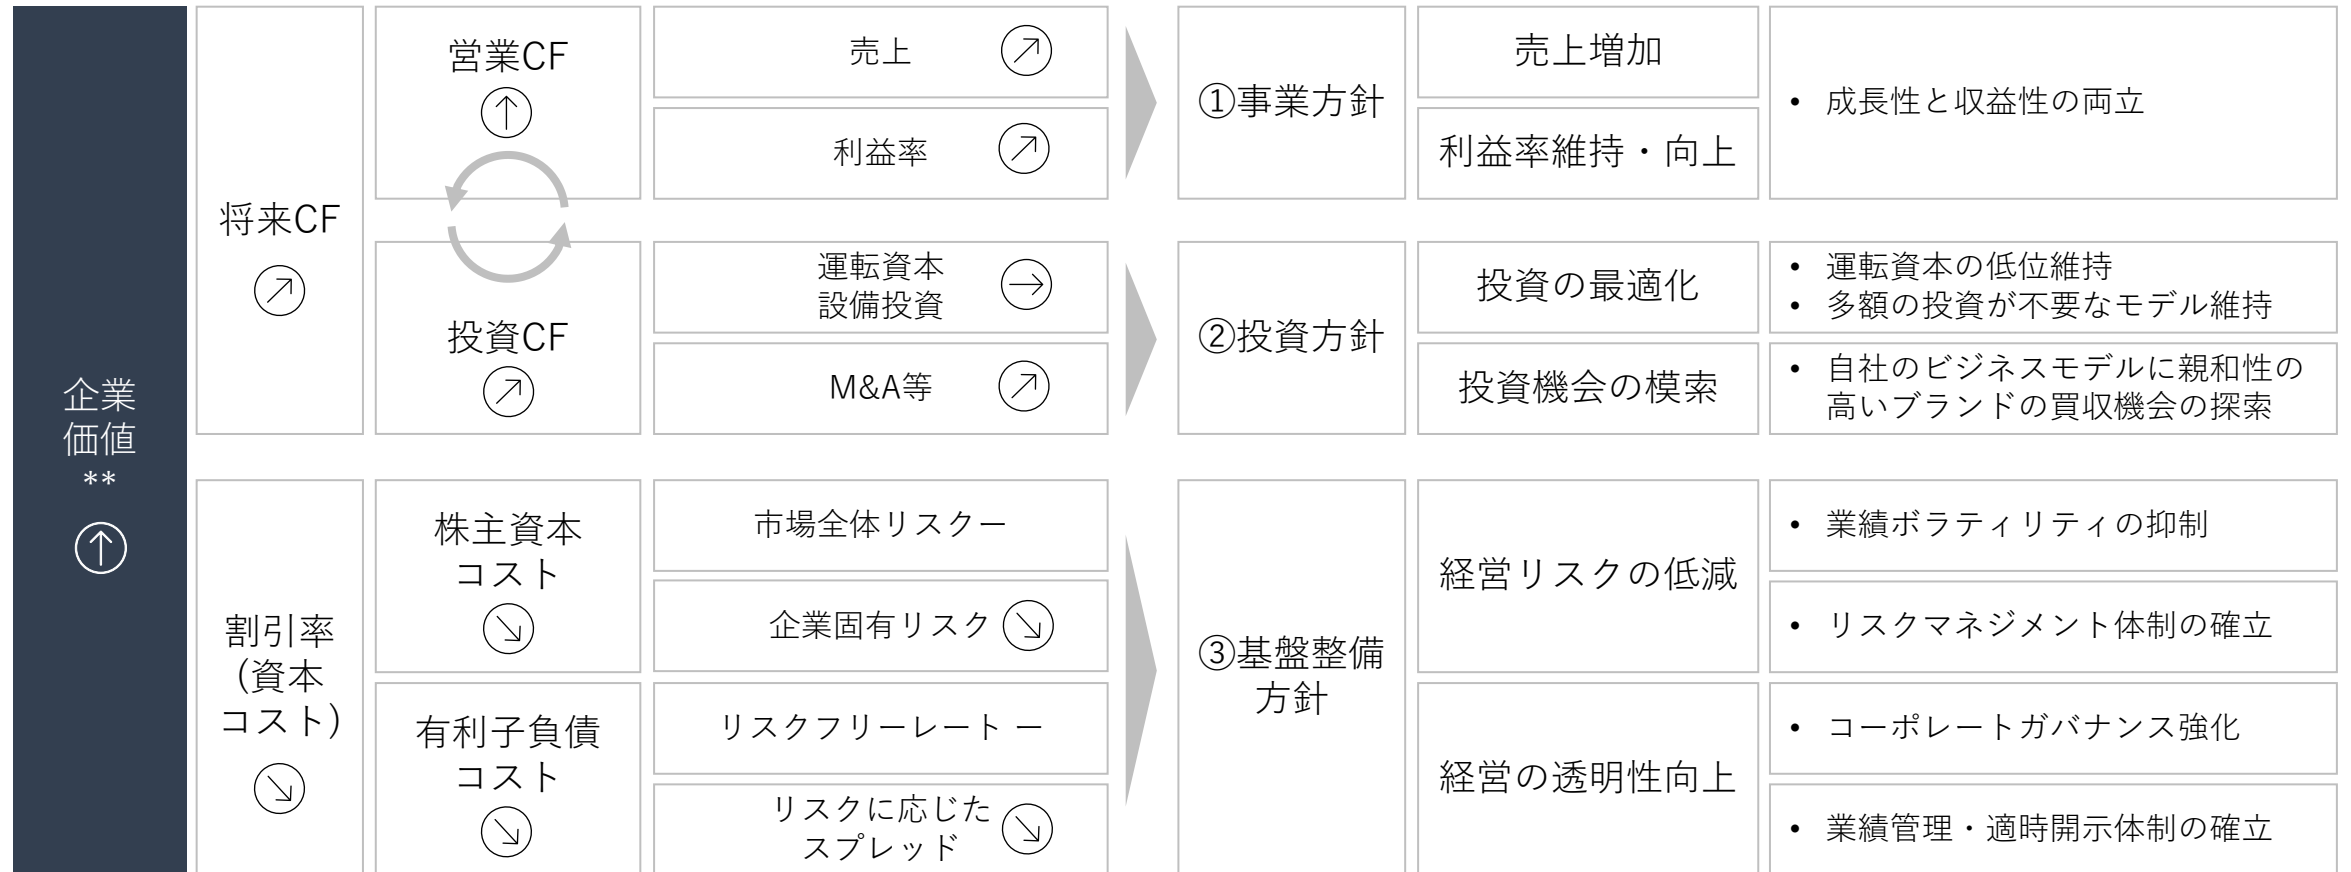 企業
価値
**
将来CF
営業CF
売上
利益率
投資CF
運転資本
設備投資
M&A等
①事業方針
売上増加
利益率維持・向上
• 成長性と収益性の両立
②投資方針
投資の最適化
• 運転資本の低位維持
• 多額の投資が不要なモデル維持
投資機会の模索
• 自社のビジネスモデルに親和性の
高いブランドの買収機会の探索
割引率
(資本
コスト)
株主資本
コスト
市場全体リスクー
企業固有リスク
有利子負債
コスト
リスクフリーレート ー
リスクに応じた
スプレッド
③基盤整備
方針
経営リスクの低減
• 業績ボラティリティの抑制
• リスクマネジメント体制の確立
経営の透明性向上
• コーポレートガバナンス強化
• 業績管理・適時開示体制の確立